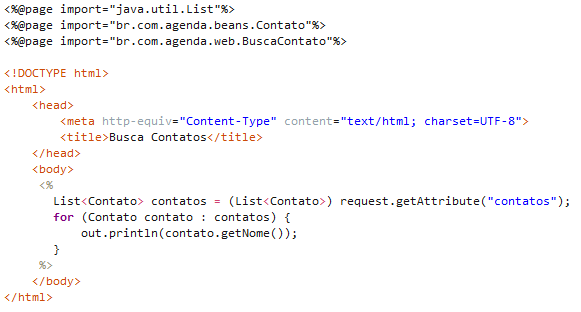 <%@page import="java.util.List"%>
<%@page import="br.com.agenda.beans.Contato"%>
<%@page import="br.com.agenda.web.BuscaContato"%>
<!DOCTYPE html>
<html>
<head>
<meta http-equiv="Content-Type" content="text/html; charset=UTF-8">
<title>Busca Contatos</title>
</head>
<body>
<%
List<Contato> contatos = (List<Contato>) request.getAttribute("contatos");
for (Contato contato : contatos) {
out.println(contato.getNome());
}
%>
</body>
</html>